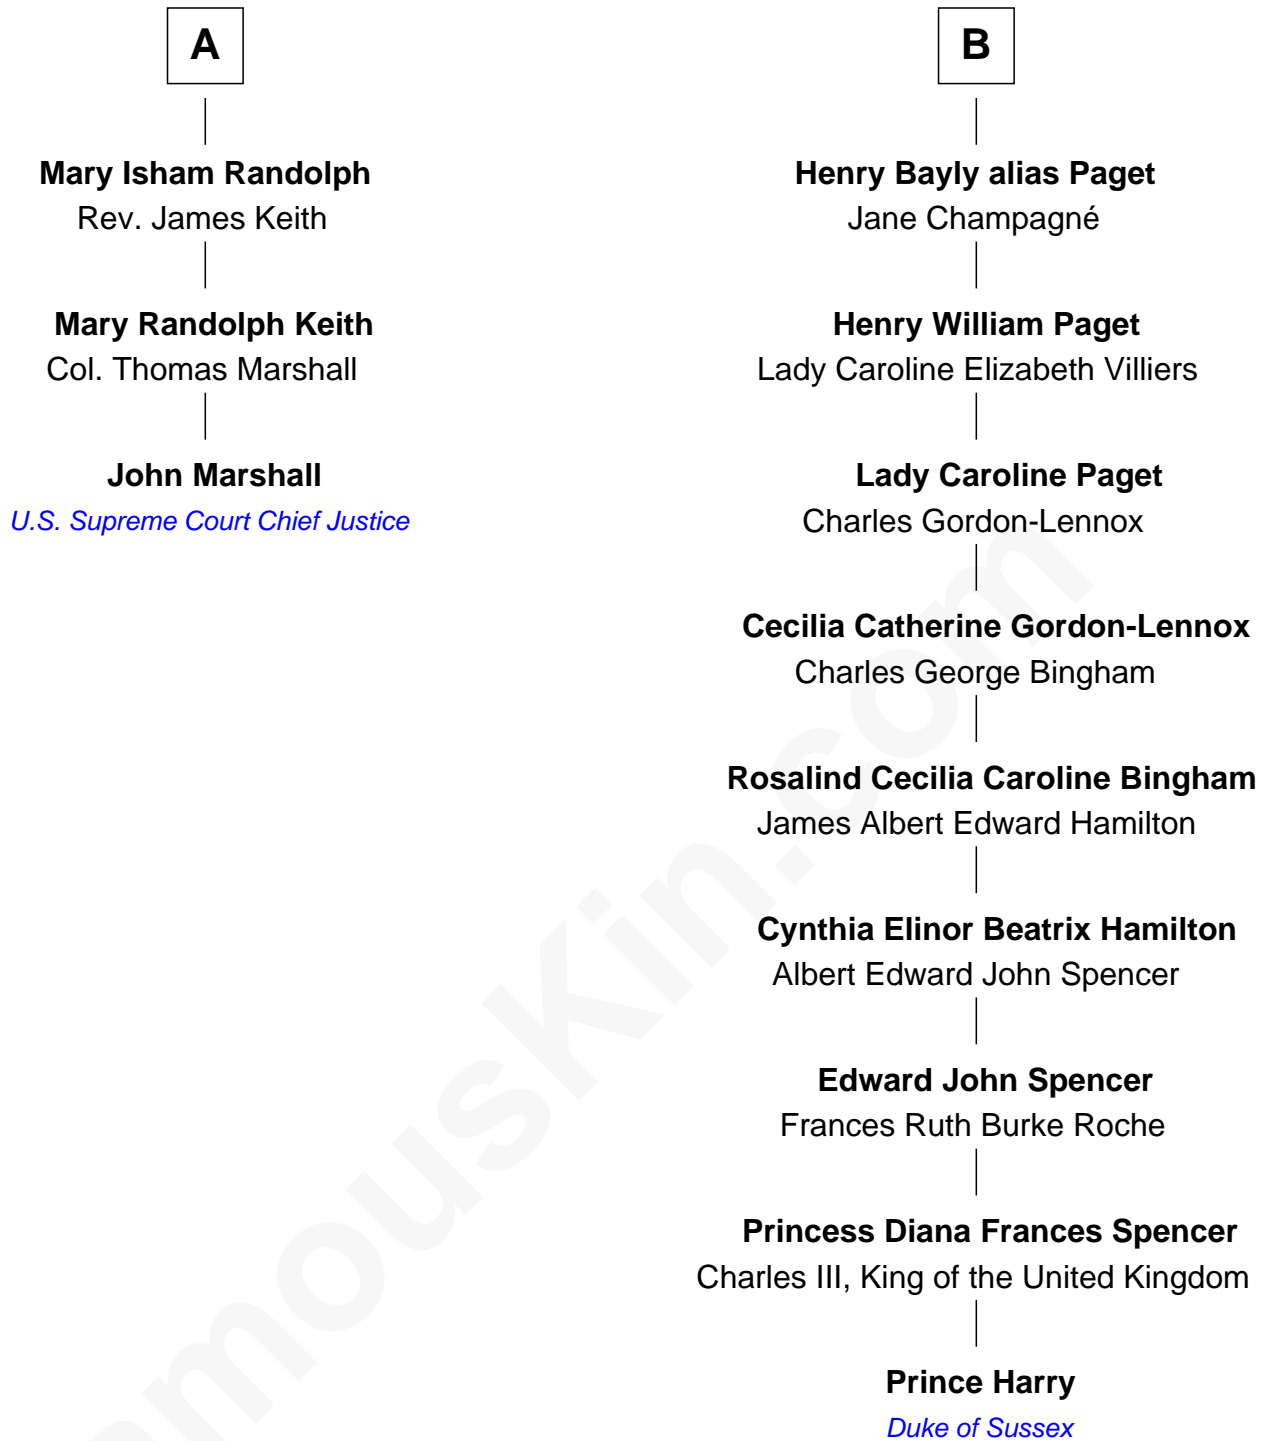 A
Mary Isham Randolph
Rev. James Keith
Mary Randolph Keith
Col. Thomas Marshall
John Marshall
U.S. Supreme Court Chief Justice
B
Henry Bayly alias Paget
Jane Champagné
Henry William Paget
Lady Caroline Elizabeth Villiers
Lady Caroline Paget
Charles Gordon-Lennox
Cecilia Catherine Gordon-Lennox
Charles George Bingham
Rosalind Cecilia Caroline Bingham
James Albert Edward Hamilton
Cynthia Elinor Beatrix Hamilton
Albert Edward John Spencer
Edward John Spencer
Frances Ruth Burke Roche
Princess Diana Frances Spencer
Charles III, King of the United Kingdom
Prince Harry
Duke of Sussex
amousKin.com